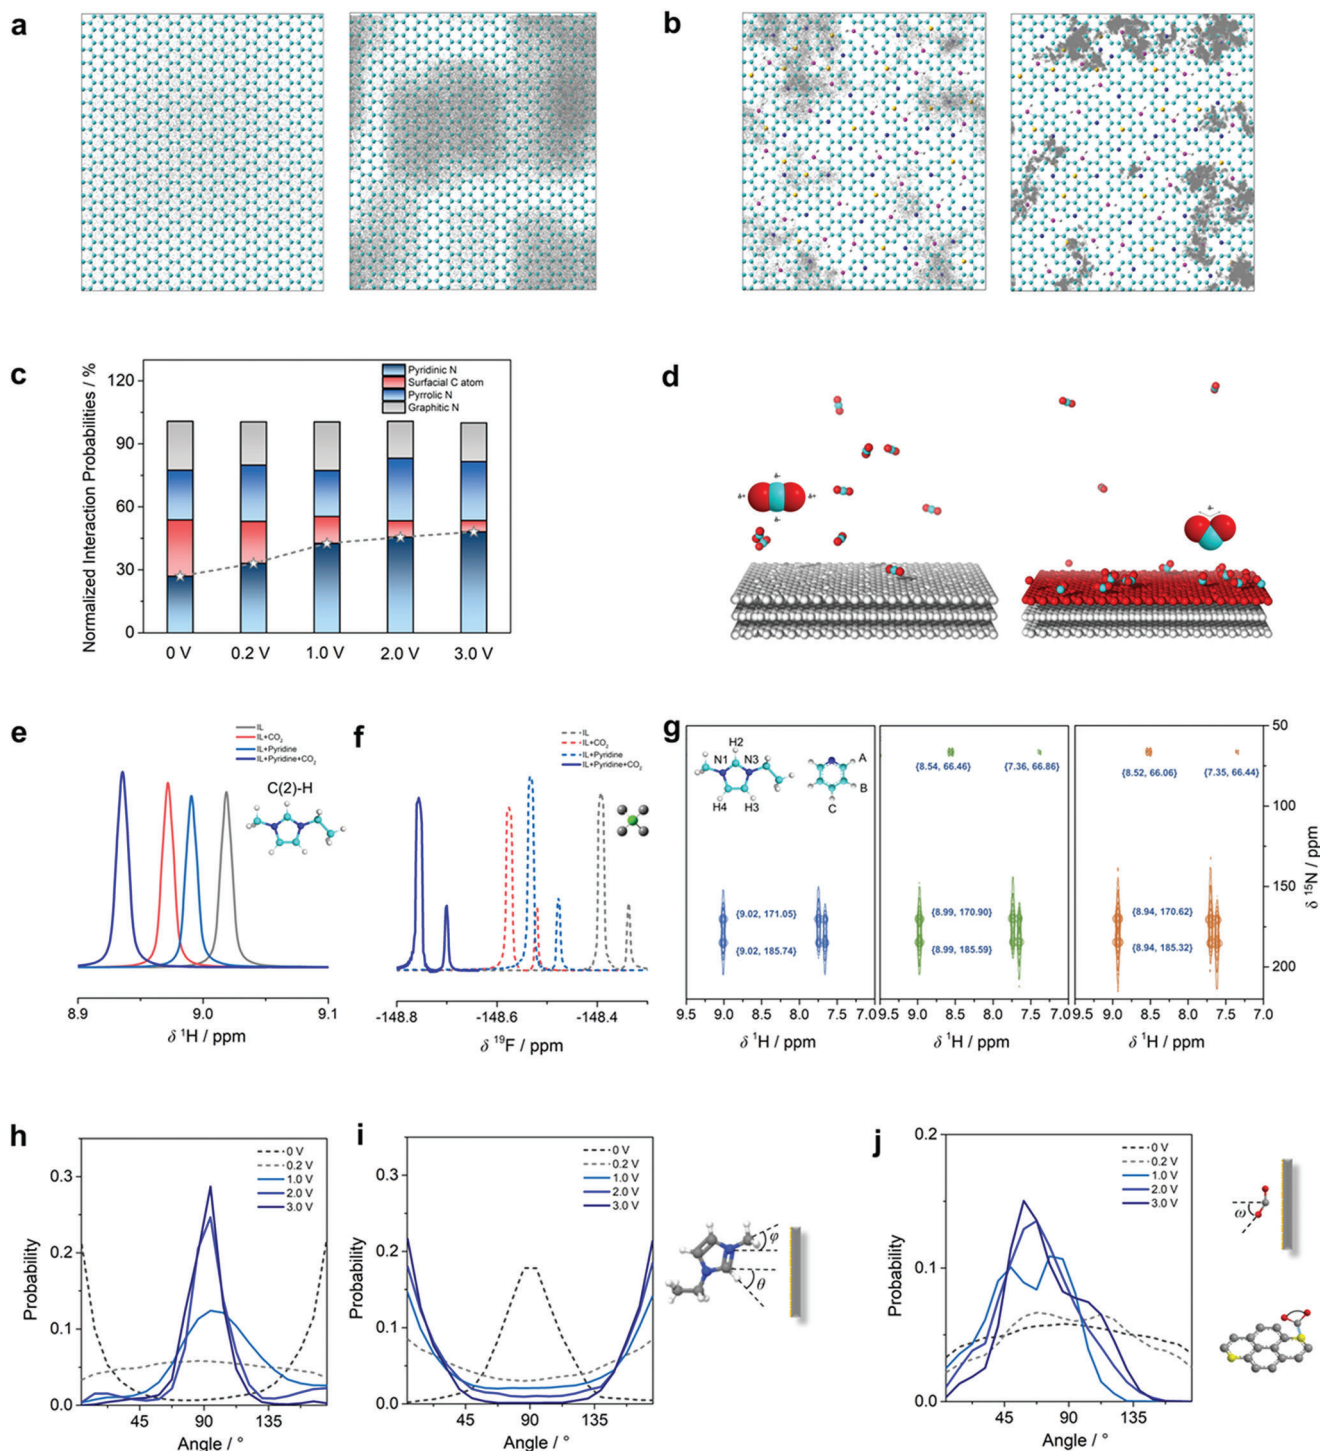 a
b
c
Normalized Interaction Probabilities / %
120
90
60
30
0
Pyridinic N
Surfacial C atom
Pyrrolic N
Graphitic N
0 V
0.2 V
1.0 V
2.0 V
3.0 V
d
δ-
δ+
δ+
δ-
δ-
e
IL
IL+CO₂
IL+Pyridine
IL+Pyridine+CO₂
C(2)-H
8.9
9.0
9.1
δ ¹H / ppm
f
IL
IL+CO₂
IL+Pyridine
IL+Pyridine+CO₂
-148.8
-148.6
-148.4
δ ¹⁹F / ppm
g
H2
N1
N3
H4
H3
A
B
C
{9.02, 171.05}
{9.02, 185.74}
{8.54, 66.46}
{7.36, 66.86}
{8.99, 170.90}
{8.99, 185.59}
{8.52, 66.06}
{7.35, 66.44}
{8.94, 170.62}
{8.94, 185.32}
50
100
150
200
δ ¹⁵N / ppm
9.5 9.0 8.5 8.0 7.5 7.0
9.5 9.0 8.5 8.0 7.5 7.0
9.5 9.0 8.5 8.0 7.5 7.0
δ ¹H / ppm
δ ¹H / ppm
δ ¹H / ppm
h
Probability
0.3
0.2
0.1
0.0
0 V
0.2 V
1.0 V
2.0 V
3.0 V
45
90
135
Angle / °
i
Probability
0.4
0.3
0.2
0.1
0.0
0 V
0.2 V
1.0 V
2.0 V
3.0 V
45
90
135
Angle / °
φ
θ
j
Probability
0.2
0.1
0.0
0 V
0.2 V
1.0 V
2.0 V
3.0 V
45
90
135
Angle / °
ω